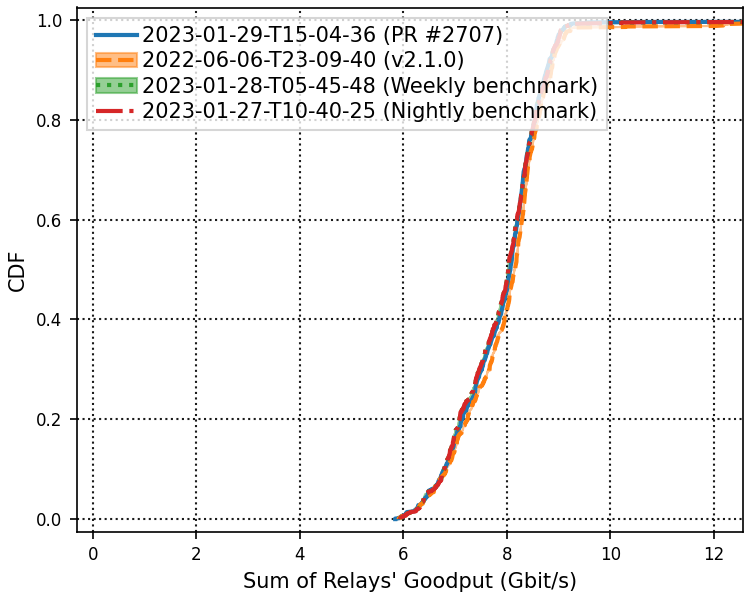 2023-01-29-T15-04-36 (PR #2707)
2022-06-06-T23-09-40 (v2.1.0)
2023-01-28-T05-45-48 (Weekly benchmark)
2023-01-27-T10-40-25 (Nightly benchmark)
1.0
0.8
0.6
0.4
0.2
0.0
CDF
0 2 4 6 8 10 12
Sum of Relays' Goodput (Gbit/s)